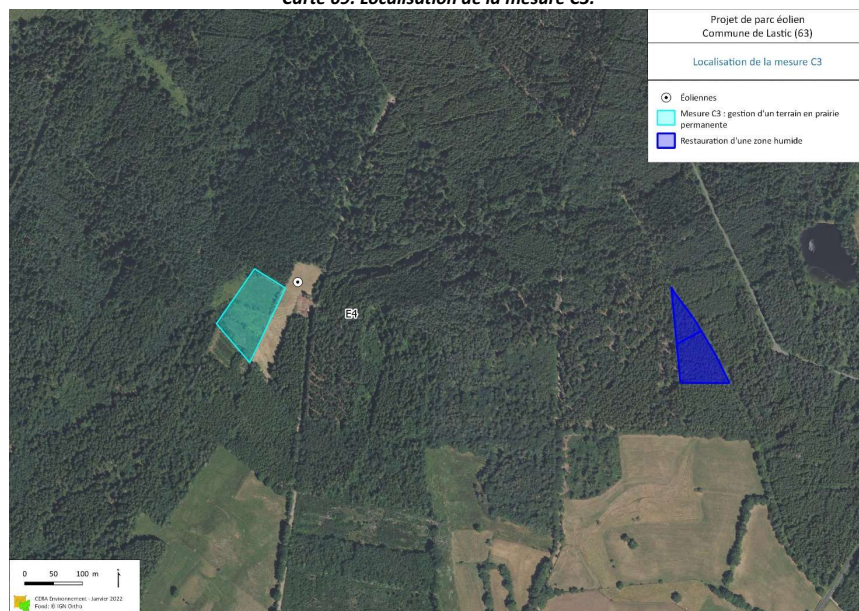 Carte 69. Localisation de la mesure C3.
Projet de parc éolien
Commune de Lastic (63)
Localisation de la mesure C3
Éoliennes
Mesure C3 : gestion d'un terrain en prairie
permanente
Restauration d'une zone humide
E4
0 50 100 m
CERA Environnement - Janvier 2022
Fond : © IGN Ortho